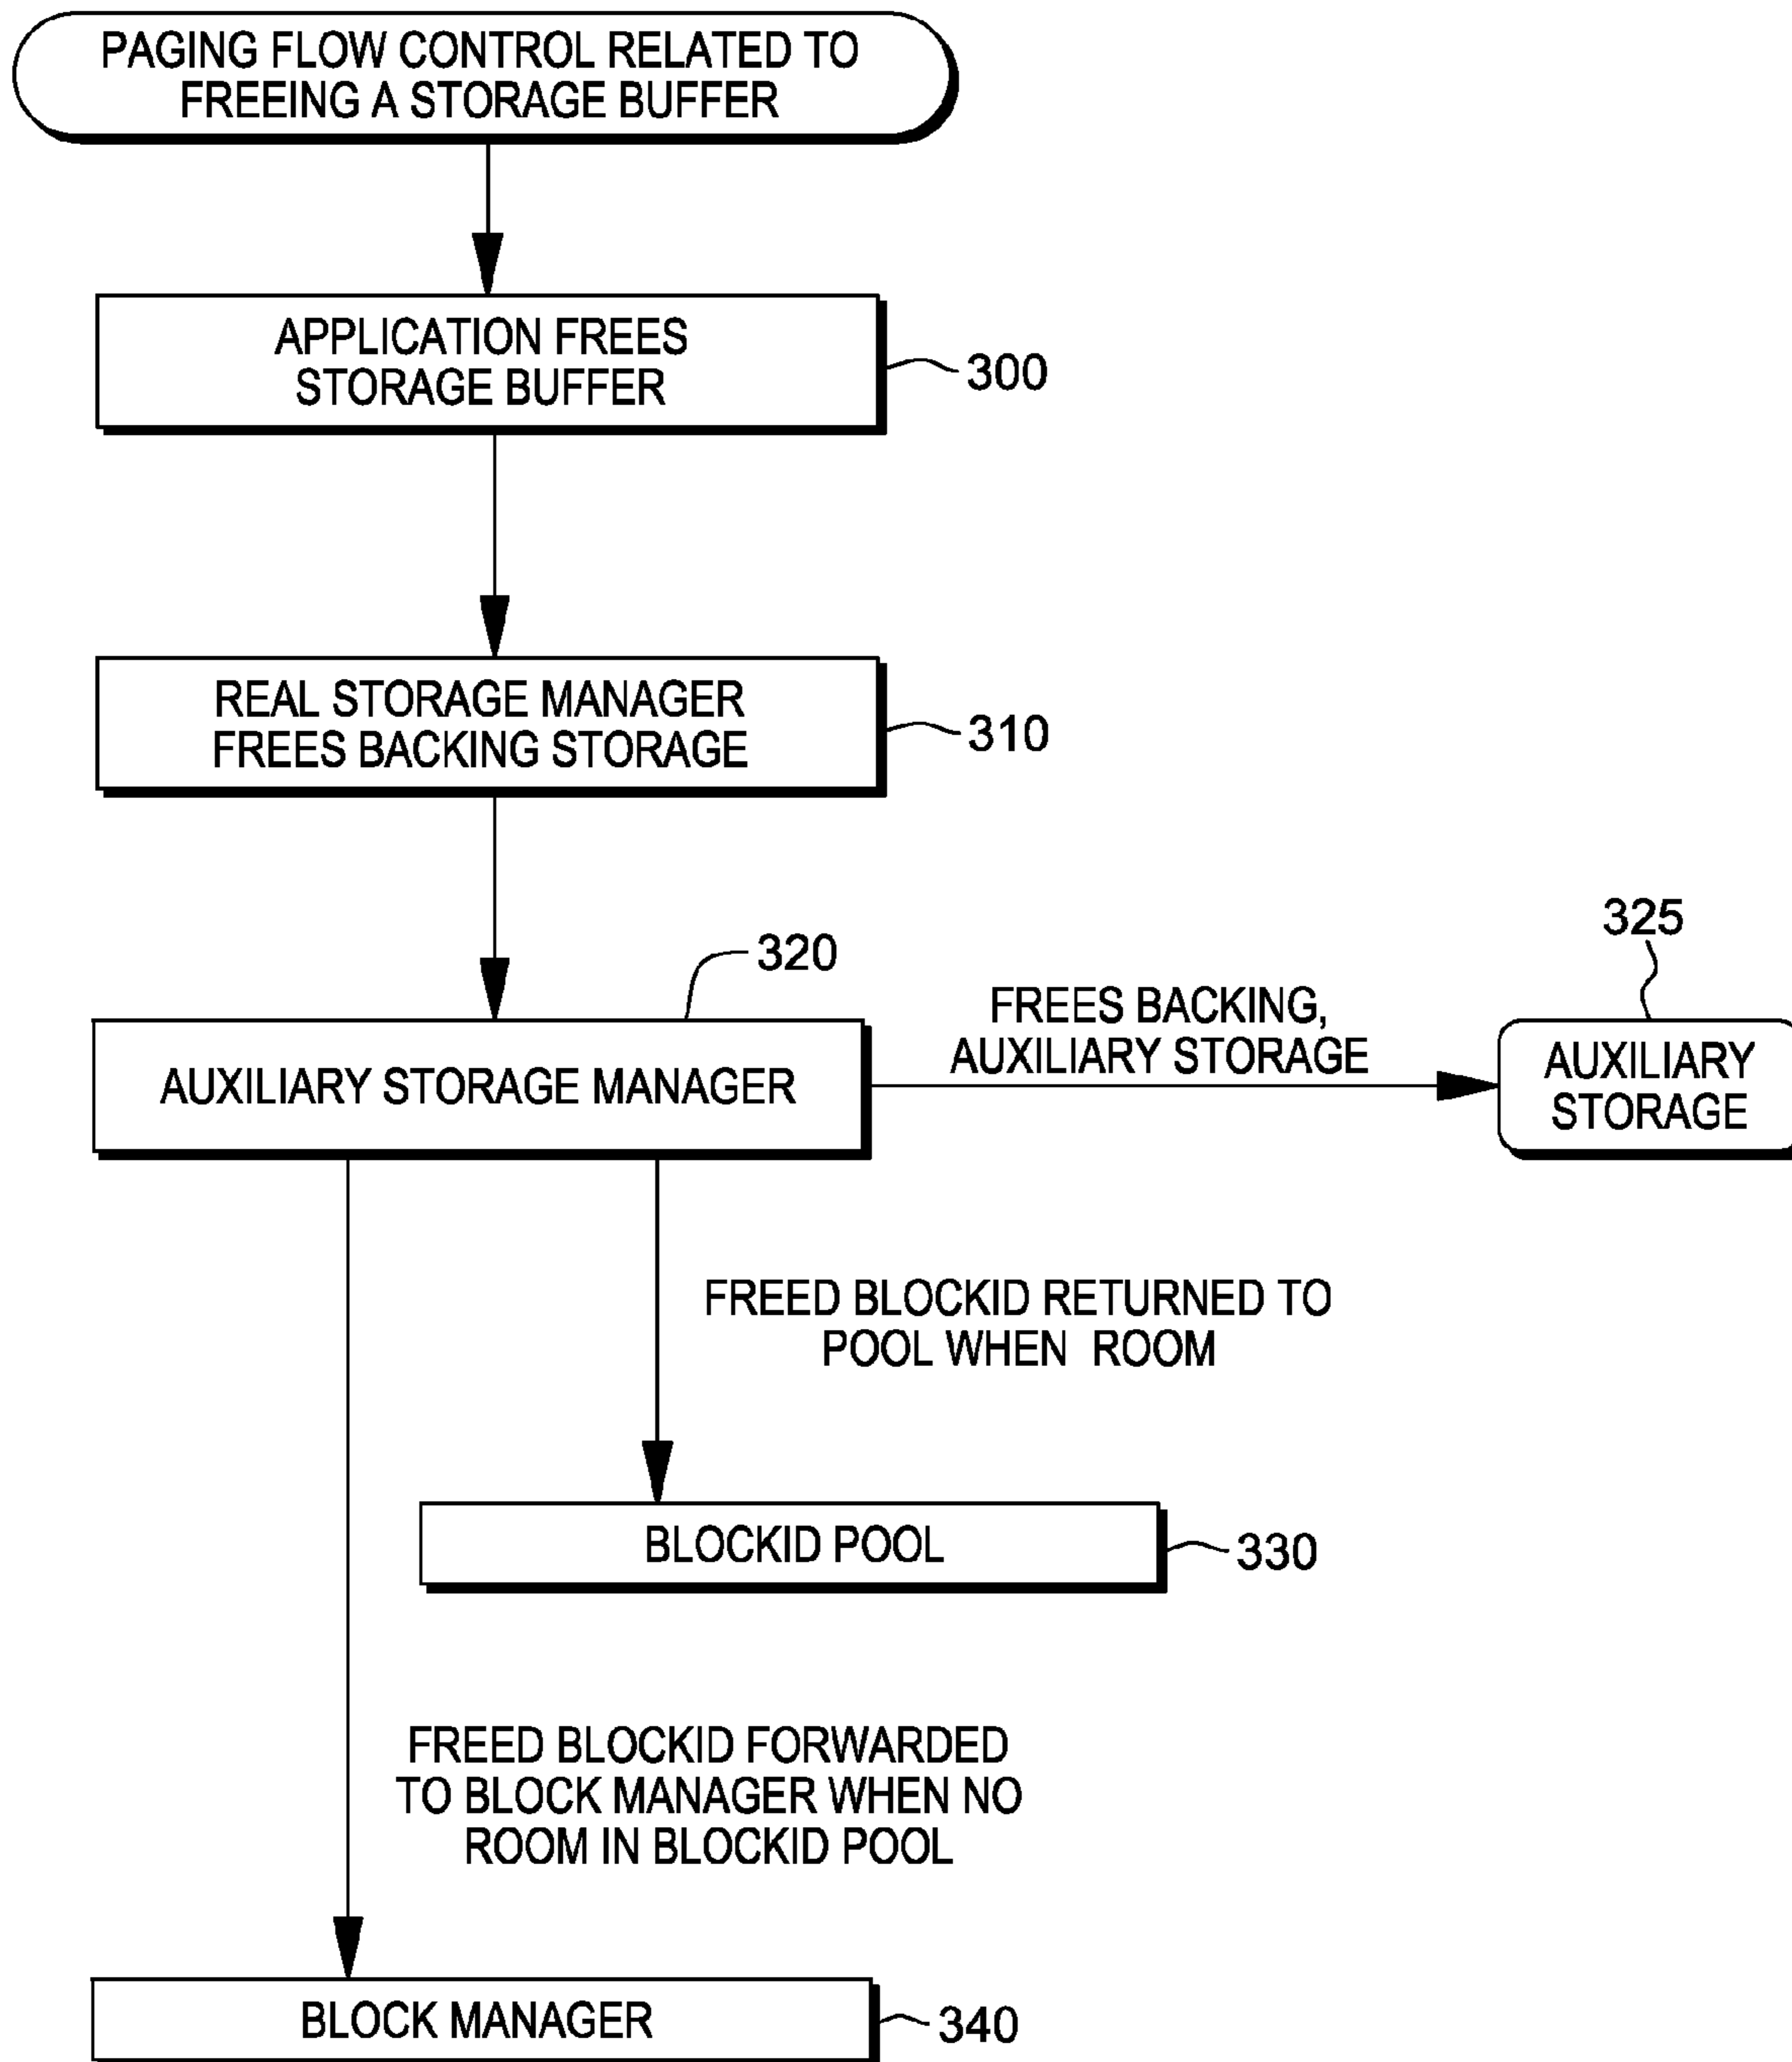 PAGING FLOW CONTROL RELATED TO
FREEING A STORAGE BUFFER
APPLICATION FREES
STORAGE BUFFER
300
REAL STORAGE MANAGER
FREES BACKING STORAGE
310
320
325
AUXILIARY STORAGE MANAGER
FREES BACKING,
AUXILIARY STORAGE
AUXILIARY
STORAGE
FREED BLOCKID RETURNED TO
POOL WHEN ROOM
BLOCKID POOL
330
FREED BLOCKID FORWARDED
TO BLOCK MANAGER WHEN NO
ROOM IN BLOCKID POOL
BLOCK MANAGER
340